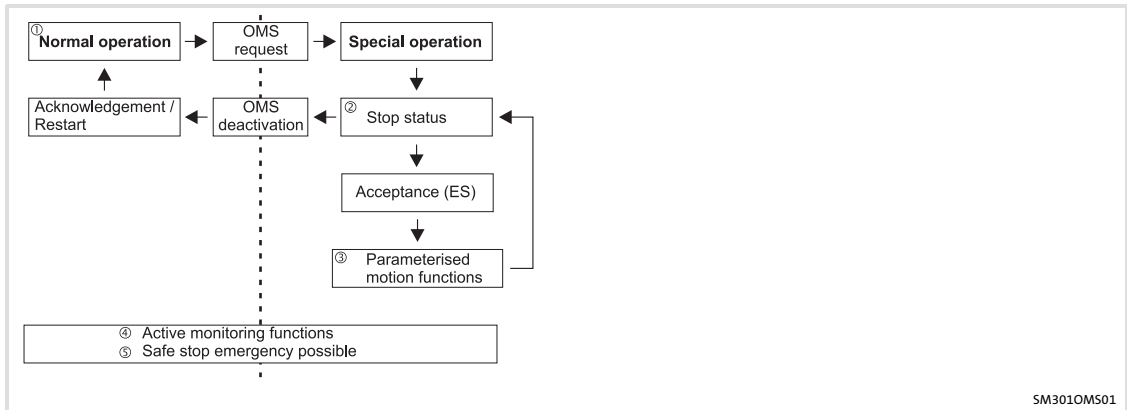 ①
Normal operation
OMS
request
Special operation
Acknowledgement /
Restart
OMS
deactivation
②
Stop status
Acceptance (ES)
③
Parameterised
motion functions
④ Active monitoring functions
⑤ Safe stop emergency possible
SM301OMS01